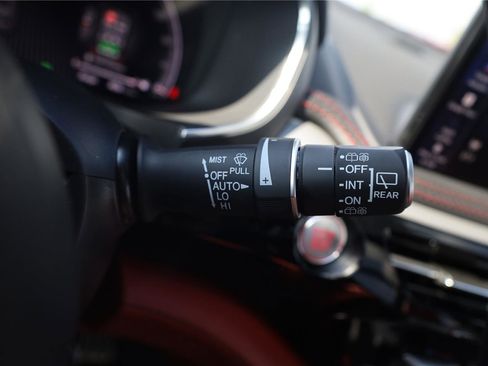 MIST
PULL
OFF
AUTO
LO
HI
+
OFF
INT
ON
REAR